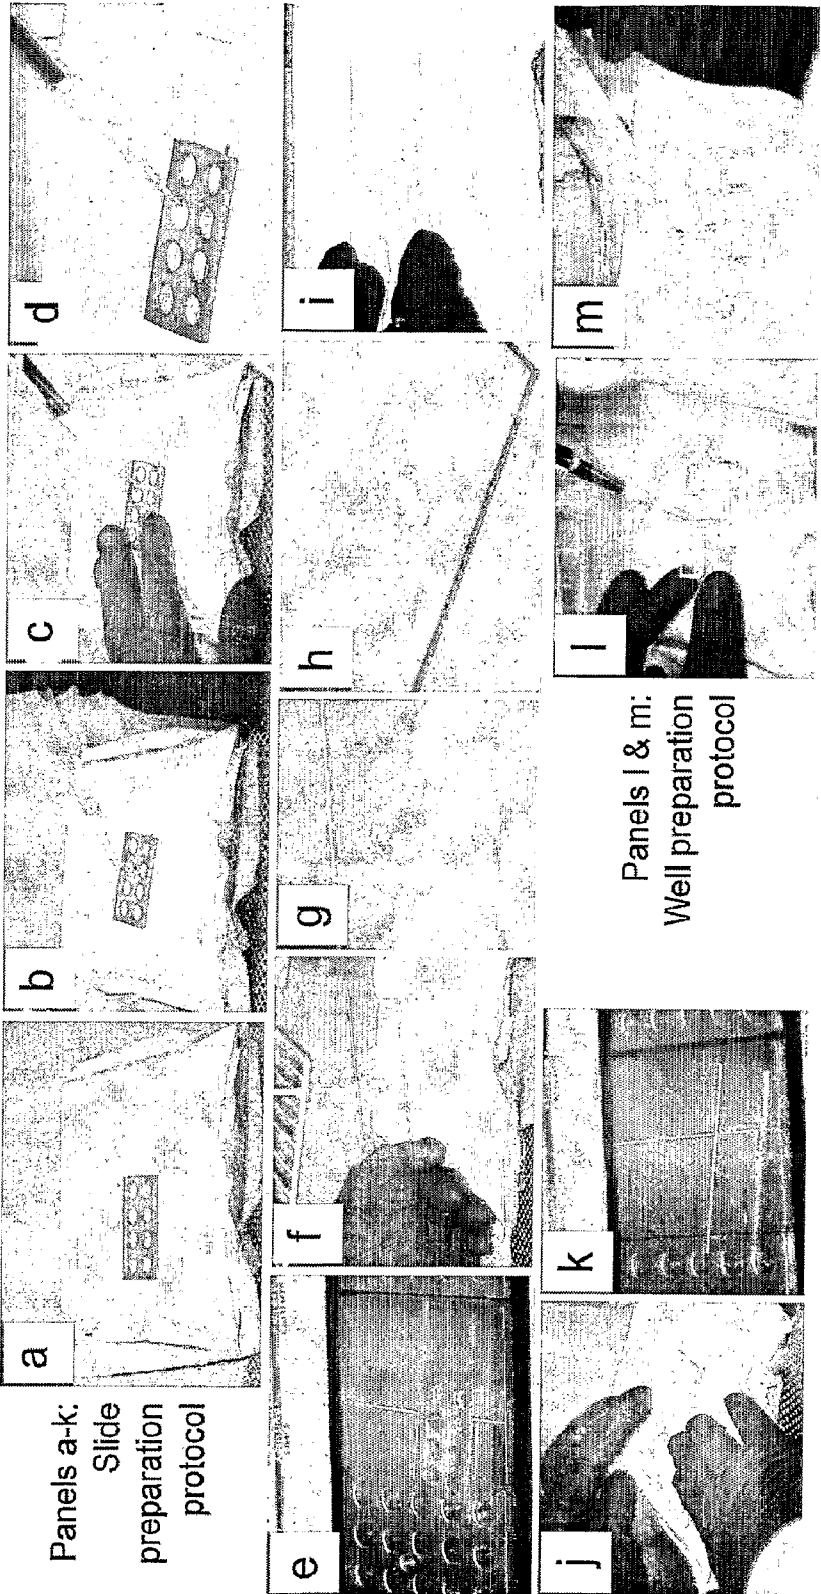 Panels a-k:
Slide
preparation
protocol
a
b
c
d
e
f
g
h
i
j
k
Panels l & m:
Well preparation
protocol
l
m